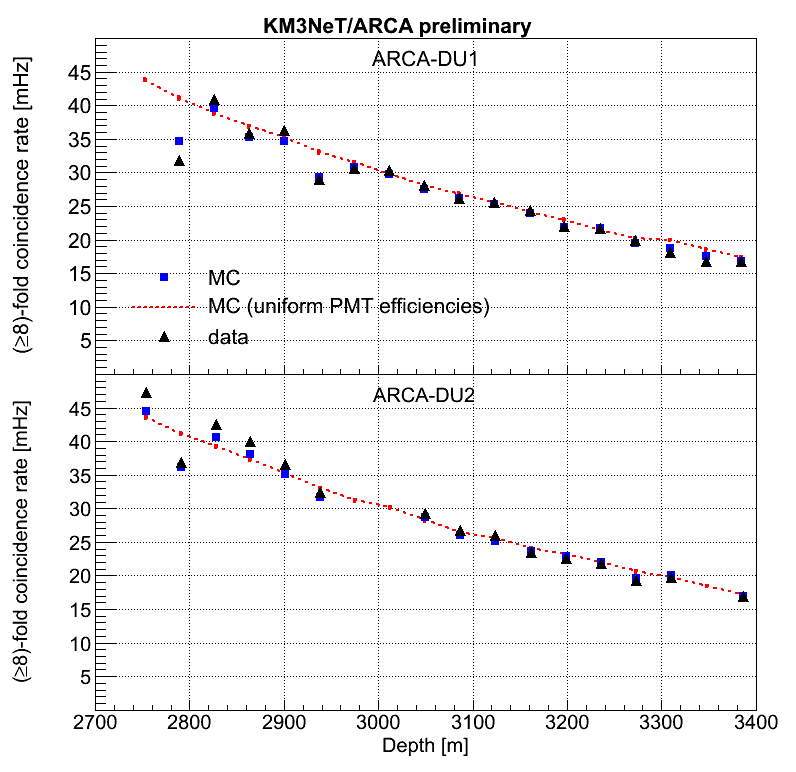 KM3NeT/ARCA preliminary
ARCA-DU1
(≥8)-fold coincidence rate [mHz]
45
40
35
30
25
20
15
10
5
MC
MC (uniform PMT efficiencies)
data
ARCA-DU2
(≥8)-fold coincidence rate [mHz]
45
40
35
30
25
20
15
10
5
2700 2800 2900 3000 3100 3200 3300 3400
Depth [m]